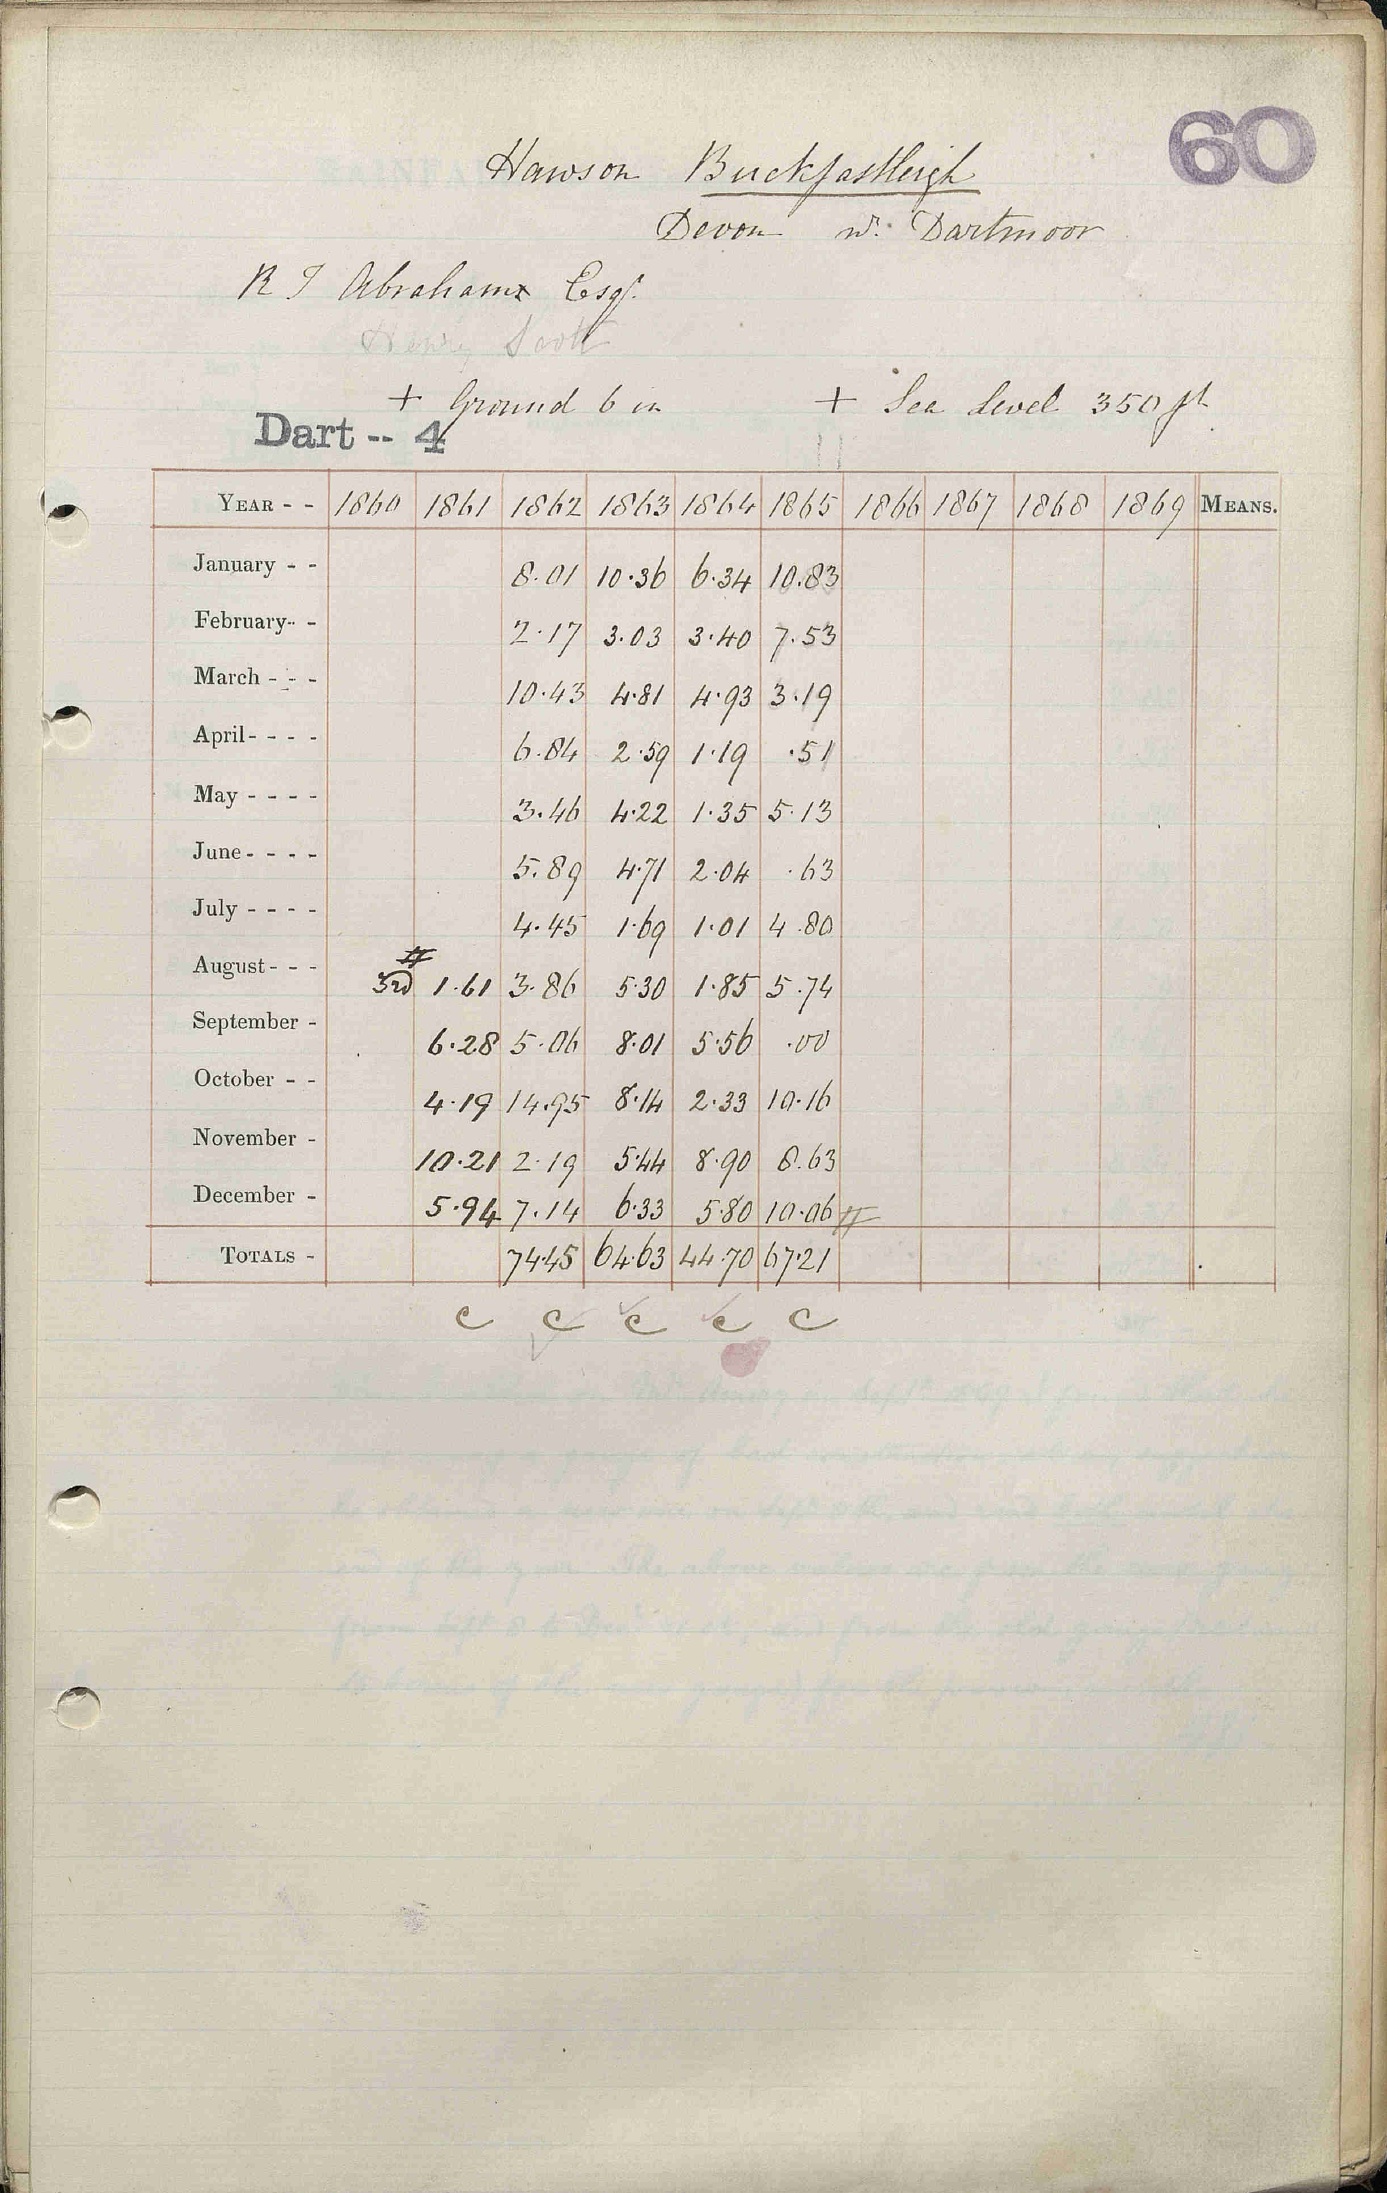 60
Hawson Buckfastleigh
Devon nr. Dartmoor
R J Abraham Esqr.
Henry Scott
+ Ground 6 in + Sea Level 350 ft
Dart -- 4
YEAR - - 1860 1861 1862 1863 1864 1865 1866 1867 1868 1869 MEANS.
January - - 8.01 10.36 6.34 10.83
February - - 2.17 3.03 3.40 7.53
March - - - 10.43 4.81 4.93 3.19
April - - - - 6.84 2.59 1.19 .51
May - - - - 3.46 4.22 1.35 5.13
June - - - - 5.89 4.71 2.04 .63
July - - - - 4.45 1.69 1.01 4.80
August - - - 3rd 1.61 3.86 5.30 1.85 5.74
September - 6.28 5.06 8.01 5.56 .00
October - - 4.19 14.95 8.14 2.33 10.16
November - 10.21 2.19 5.44 8.90 8.63
December - 5.94 7.14 6.33 5.80 10.06
TOTALS - 74.45 64.63 44.70 67.21
C C C C C